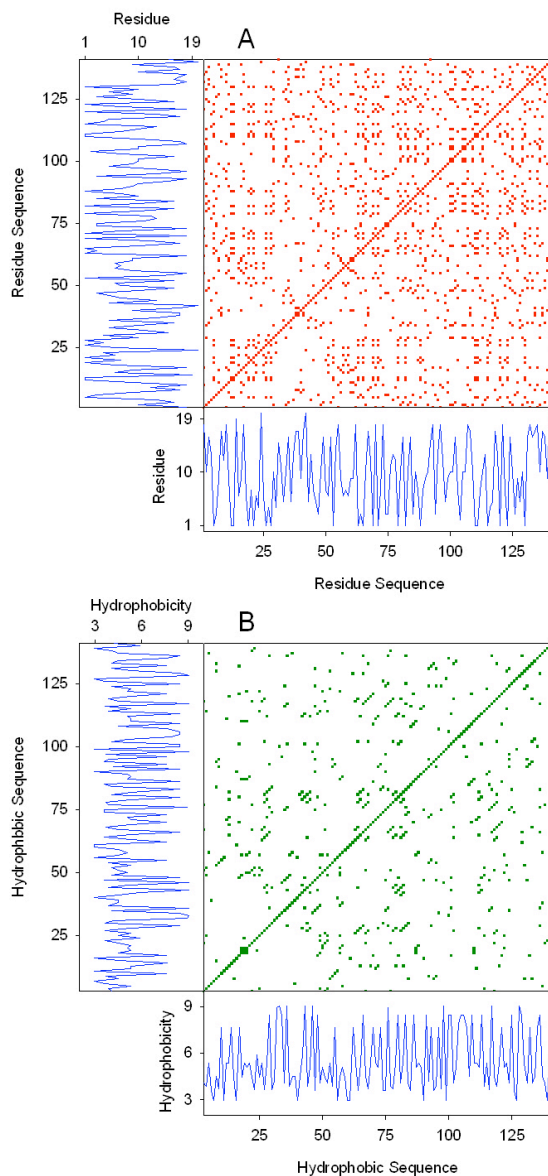 Residue
1 10 19
A
125
100
75
50
25
Residue Sequence
19
10
1
Residue
25 50 75 100 125
Residue Sequence
Hydrophobicity
3 6 9
B
125
100
75
50
25
Hydrophbbic Sequence
9
6
3
Hydrophobicity
25 50 75 100 125
Hydrophobic Sequence